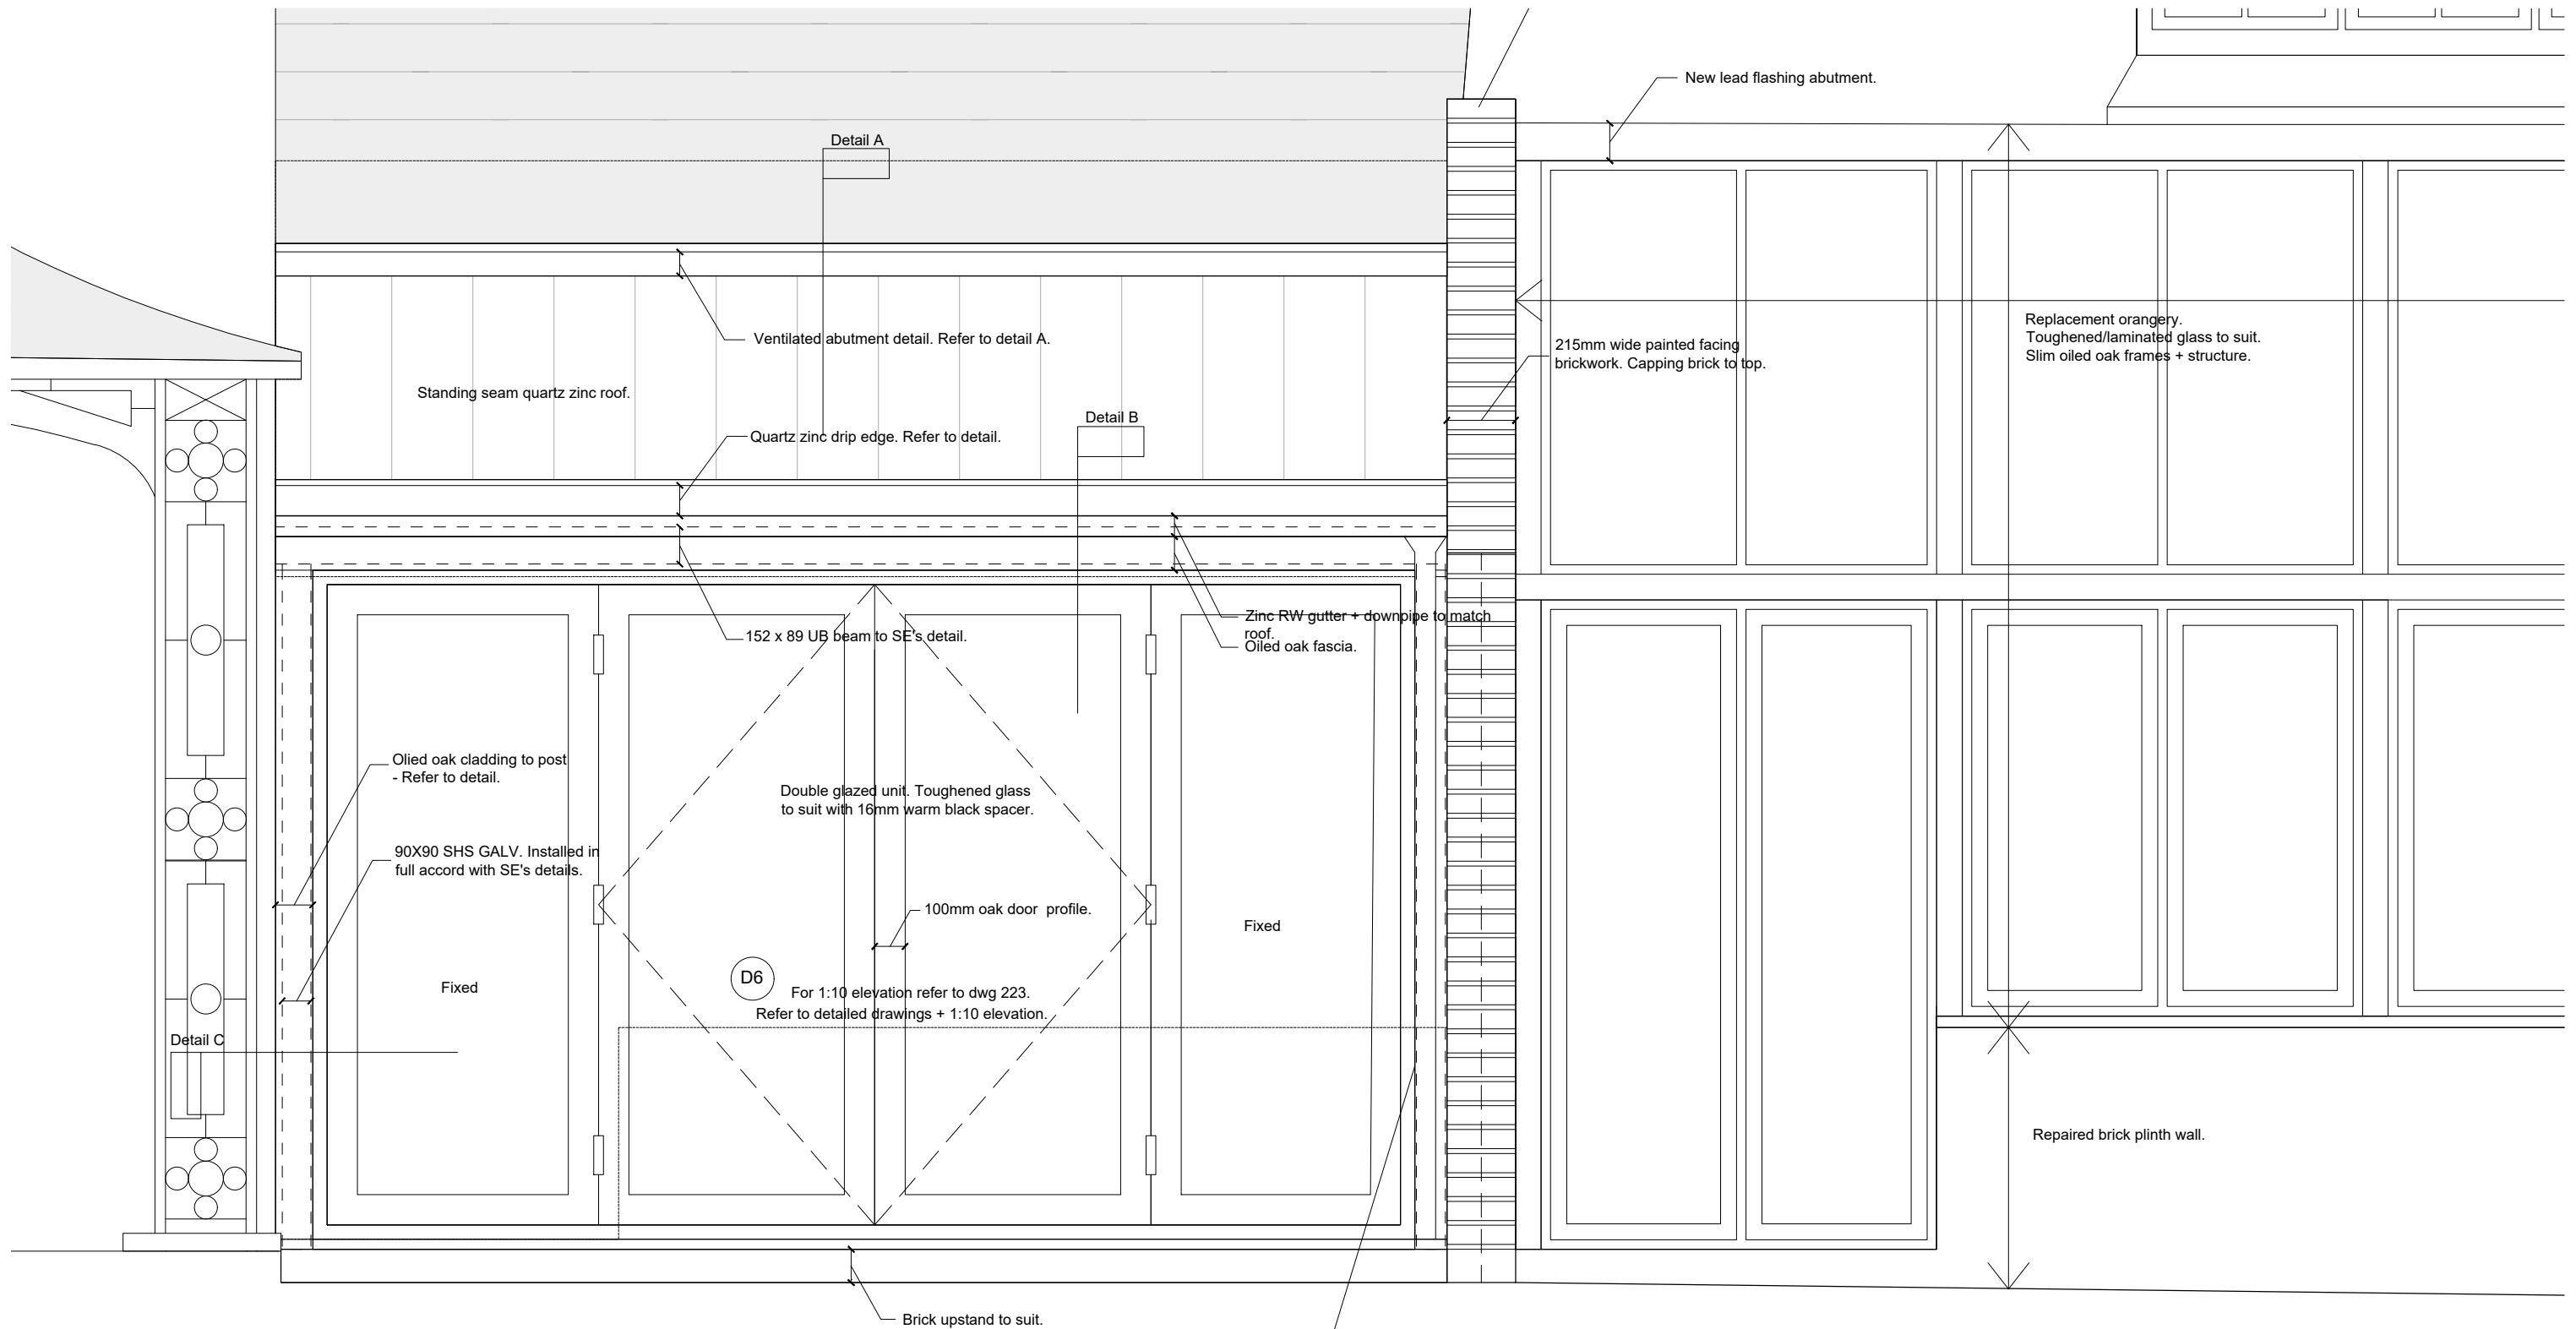 New lead flashing abutment.
Detail A
Replacement orangery.
Toughened/laminated glass to suit.
Slim oiled oak frames + structure.
Ventilated abutment detail. Refer to detail A.
215mm wide painted facing
brickwork. Capping brick to top.
Standing seam quartz zinc roof.
Detail B
Quartz zinc drip edge. Refer to detail.
Zinc RW gutter + downpipe to match
roof.
152 x 89 UB beam to SE's detail.
Oiled oak fascia.
Olied oak cladding to post
- Refer to detail.
Double glazed unit. Toughened glass
to suit with 16mm warm black spacer.
90X90 SHS GALV. Installed in
full accord with SE's details.
100mm oak door profile.
Fixed
D6
Fixed
For 1:10 elevation refer to dwg 223.
Refer to detailed drawings + 1:10 elevation.
Detail C
Repaired brick plinth wall.
Brick upstand to suit.